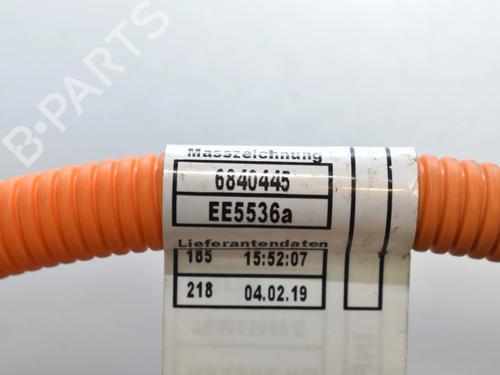 B-PARTS
Masszeichnung
6840445
EE5536a
Lieferantendaten
165 15:52:07
218 04.02.19